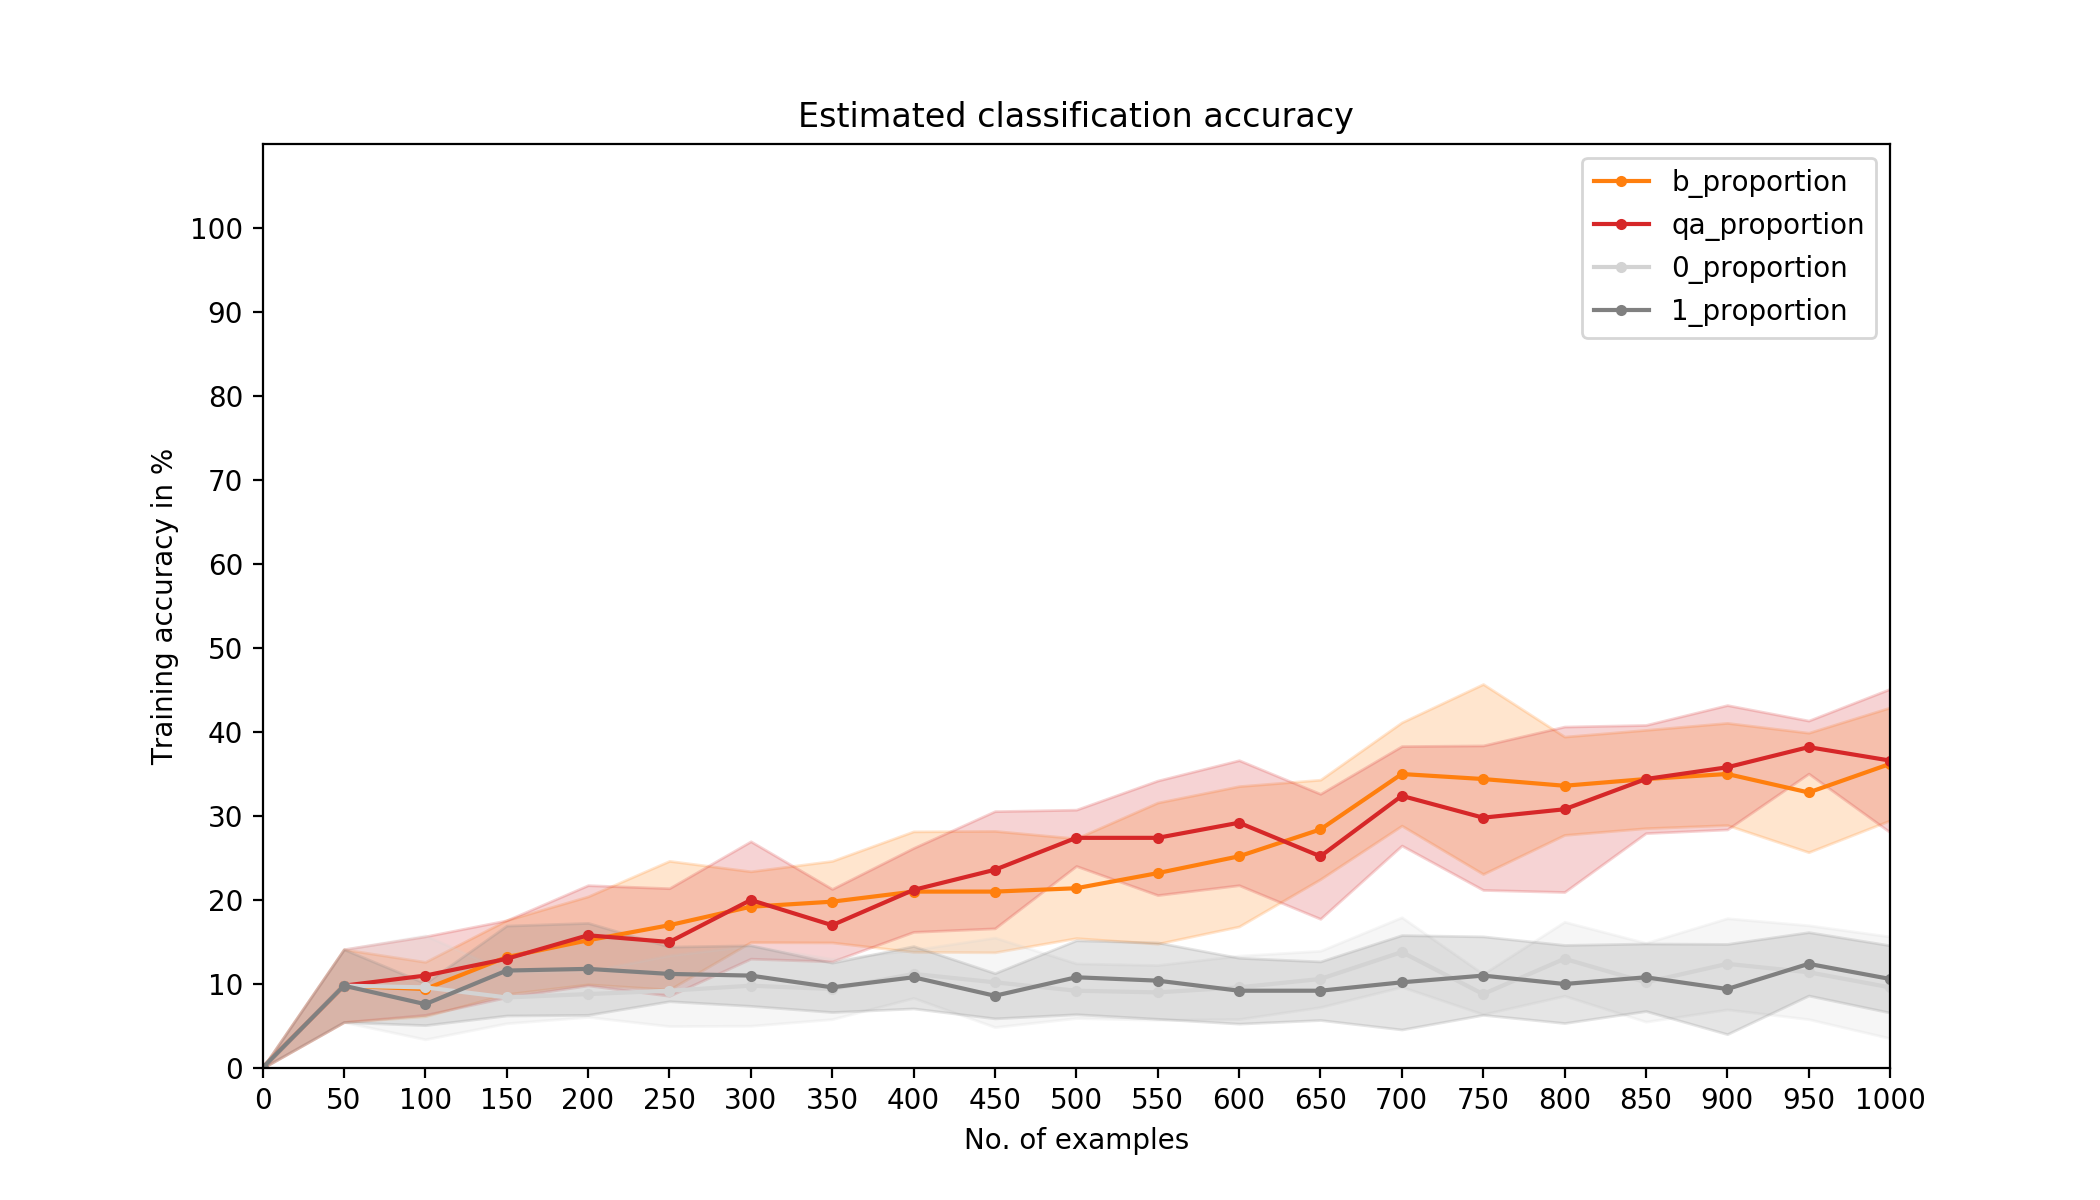 Estimated classification accuracy
b_proportion
qa_proportion
0_proportion
1_proportion
100
90
80
70
60
50
40
30
20
10
0
Training accuracy in %
0 50 100 150 200 250 300 350 400 450 500 550 600 650 700 750 800 850 900 950 1000
No. of examples